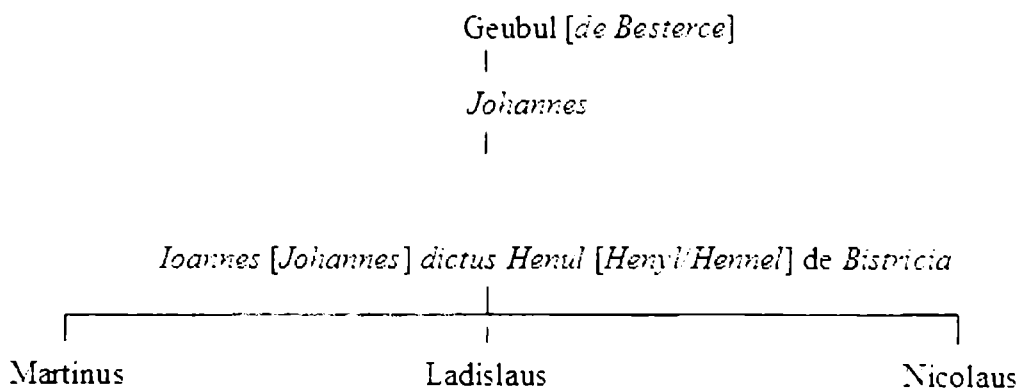 Geubul [de Besterce]
Johannes
Ioannes [Johannes] dictus Henul [Henyl/Hennel] de Bistricia
Martinus Ladislaus Nicolaus